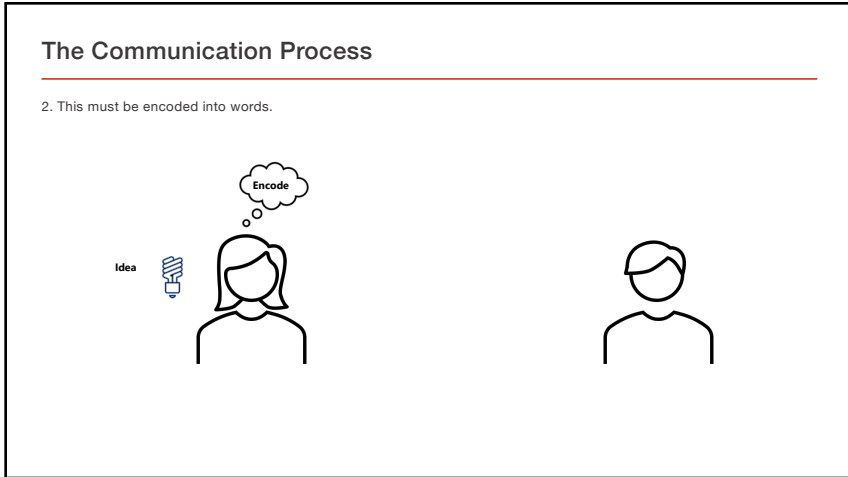 The Communication Process
2. This must be encoded into words.
Encode
Idea